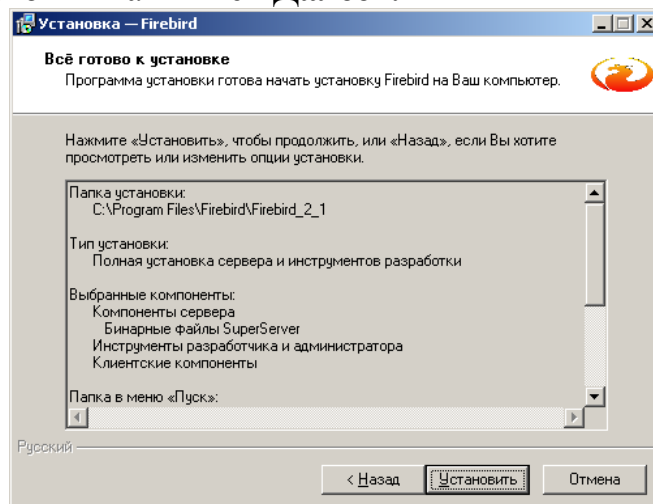 Установка — Firebird
Всё готово к установке
Программа установки готова начать установку Firebird на Ваш компьютер.
Нажмите «Установить», чтобы продолжить, или «Назад», если Вы хотите
просмотреть или изменить опции установки.
Папка установки:
C:\Program Files\Firebird\Firebird_2_1
Тип установки:
Полная установка сервера и инструментов разработки
Выбранные компоненты:
Компоненты сервера
Бинарные файлы SuperServer
Инструменты разработчика и администратора
Клиентские компоненты
Папка в меню «Пуск»:
Русский
< Назад Установить Отмена